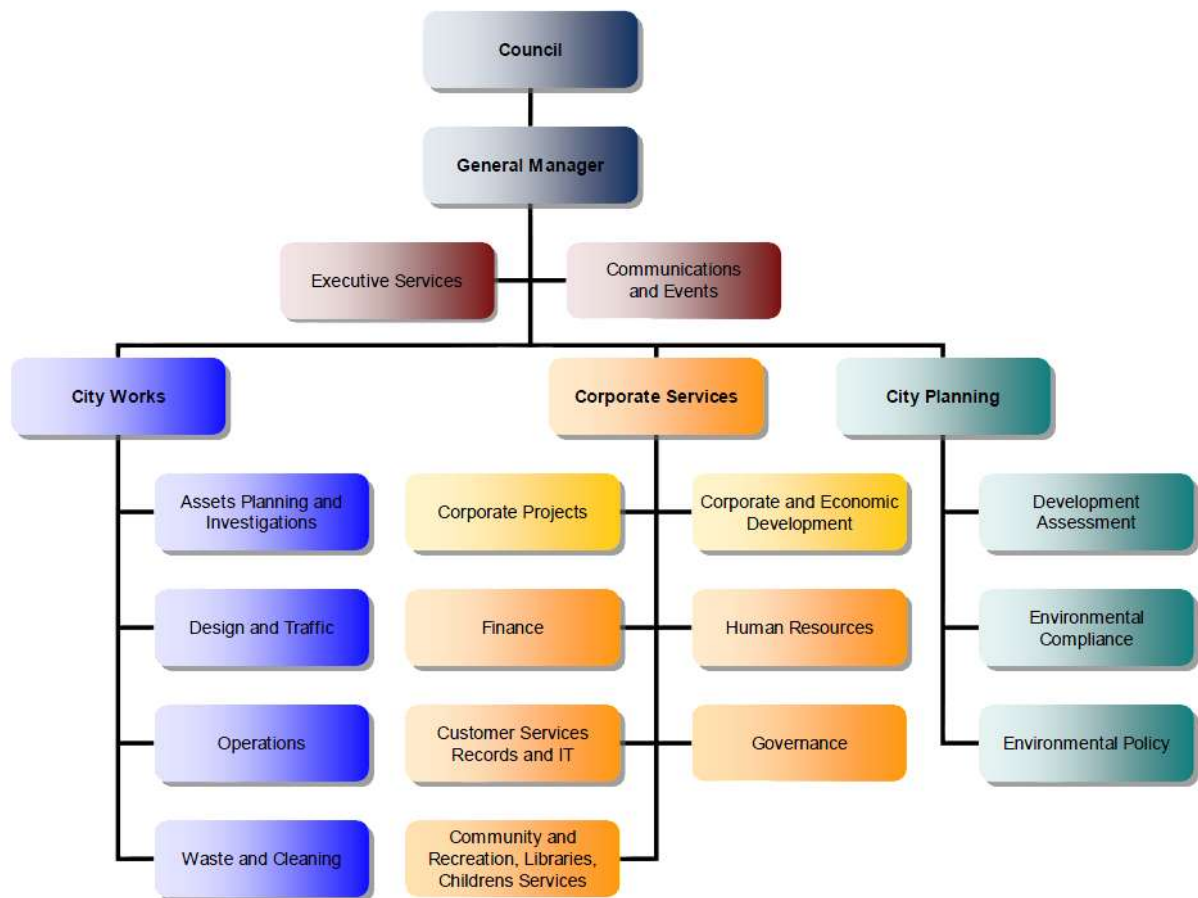 Council
General Manager
Executive Services
Communications
and Events
City Works
Corporate Services
City Planning
Assets Planning and
Investigations
Corporate Projects
Corporate and Economic
Development
Development
Assessment
Design and Traffic
Finance
Human Resources
Environmental
Compliance
Operations
Customer Services
Records and IT
Governance
Environmental Policy
Waste and Cleaning
Community and
Recreation, Libraries,
Childrens Services